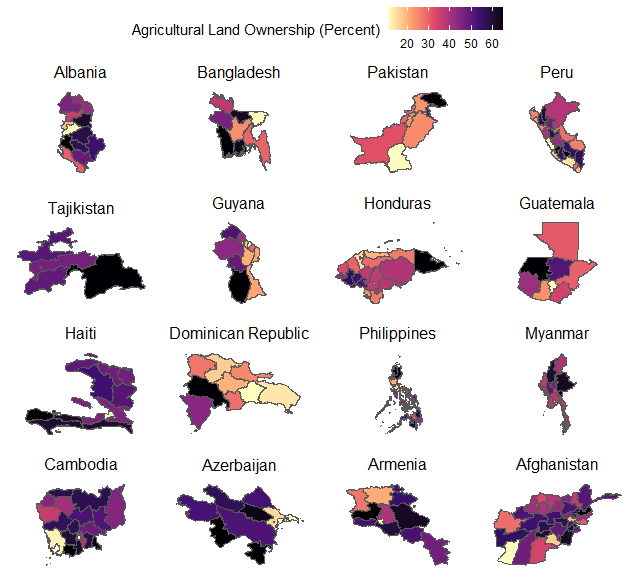 Agricultural Land Ownership (Percent)
20 30 40 50 60
Albania Bangladesh Pakistan Peru
Tajikistan Guyana Honduras Guatemala
Haiti Dominican Republic Philippines Myanmar
Cambodia Azerbaijan Armenia Afghanistan